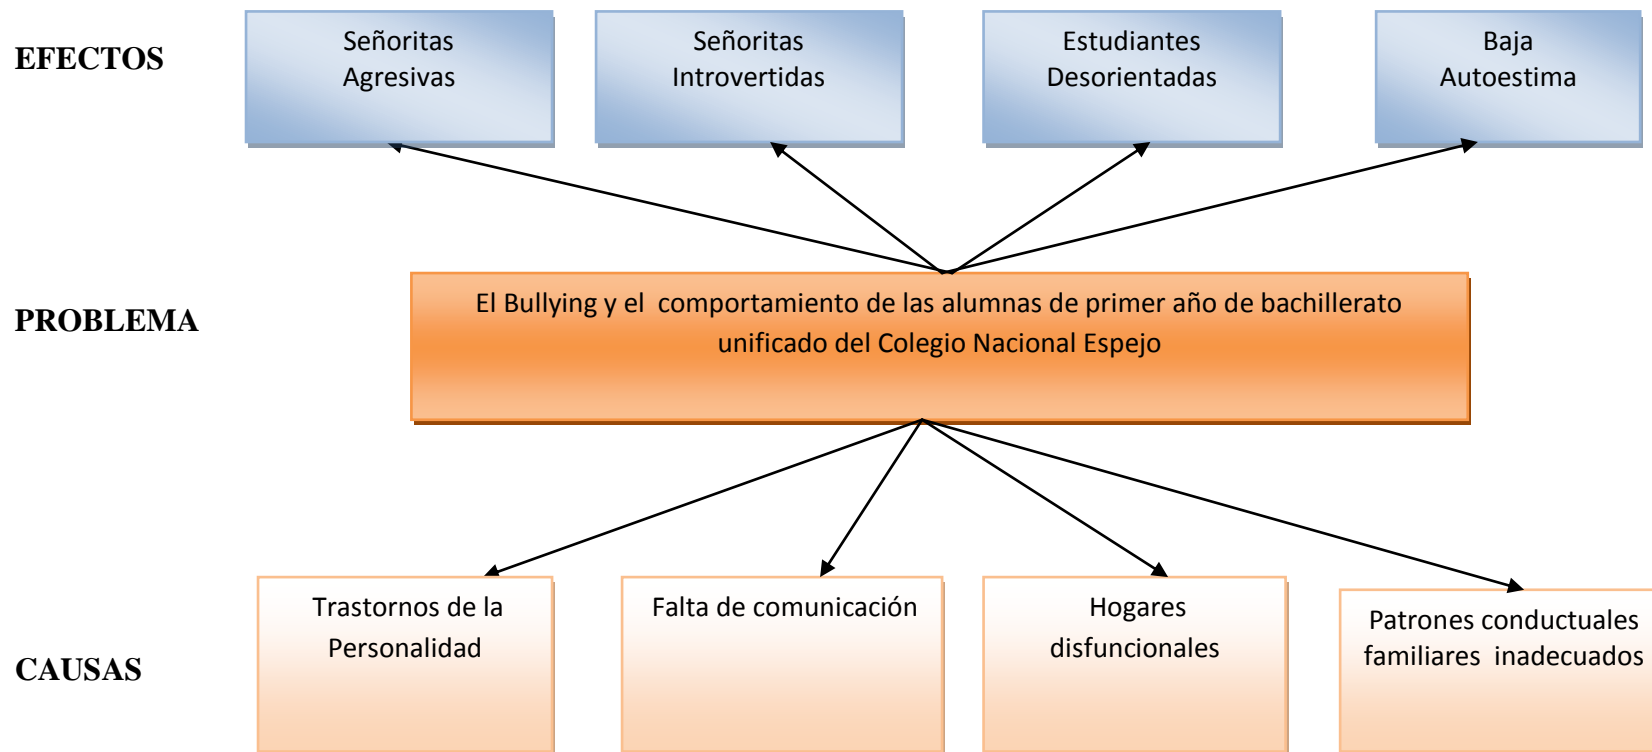 EFECTOS
Señoritas
Agresivas
Señoritas
Introvertidas
Estudiantes
Desorientadas
Baja
Autoestima
PROBLEMA
El Bullying y el comportamiento de las alumnas de primer año de bachillerato
unificado del Colegio Nacional Espejo
CAUSAS
Trastornos de la
Personalidad
Falta de comunicación
Hogares
disfuncionales
Patrones conductuales
familiares inadecuados